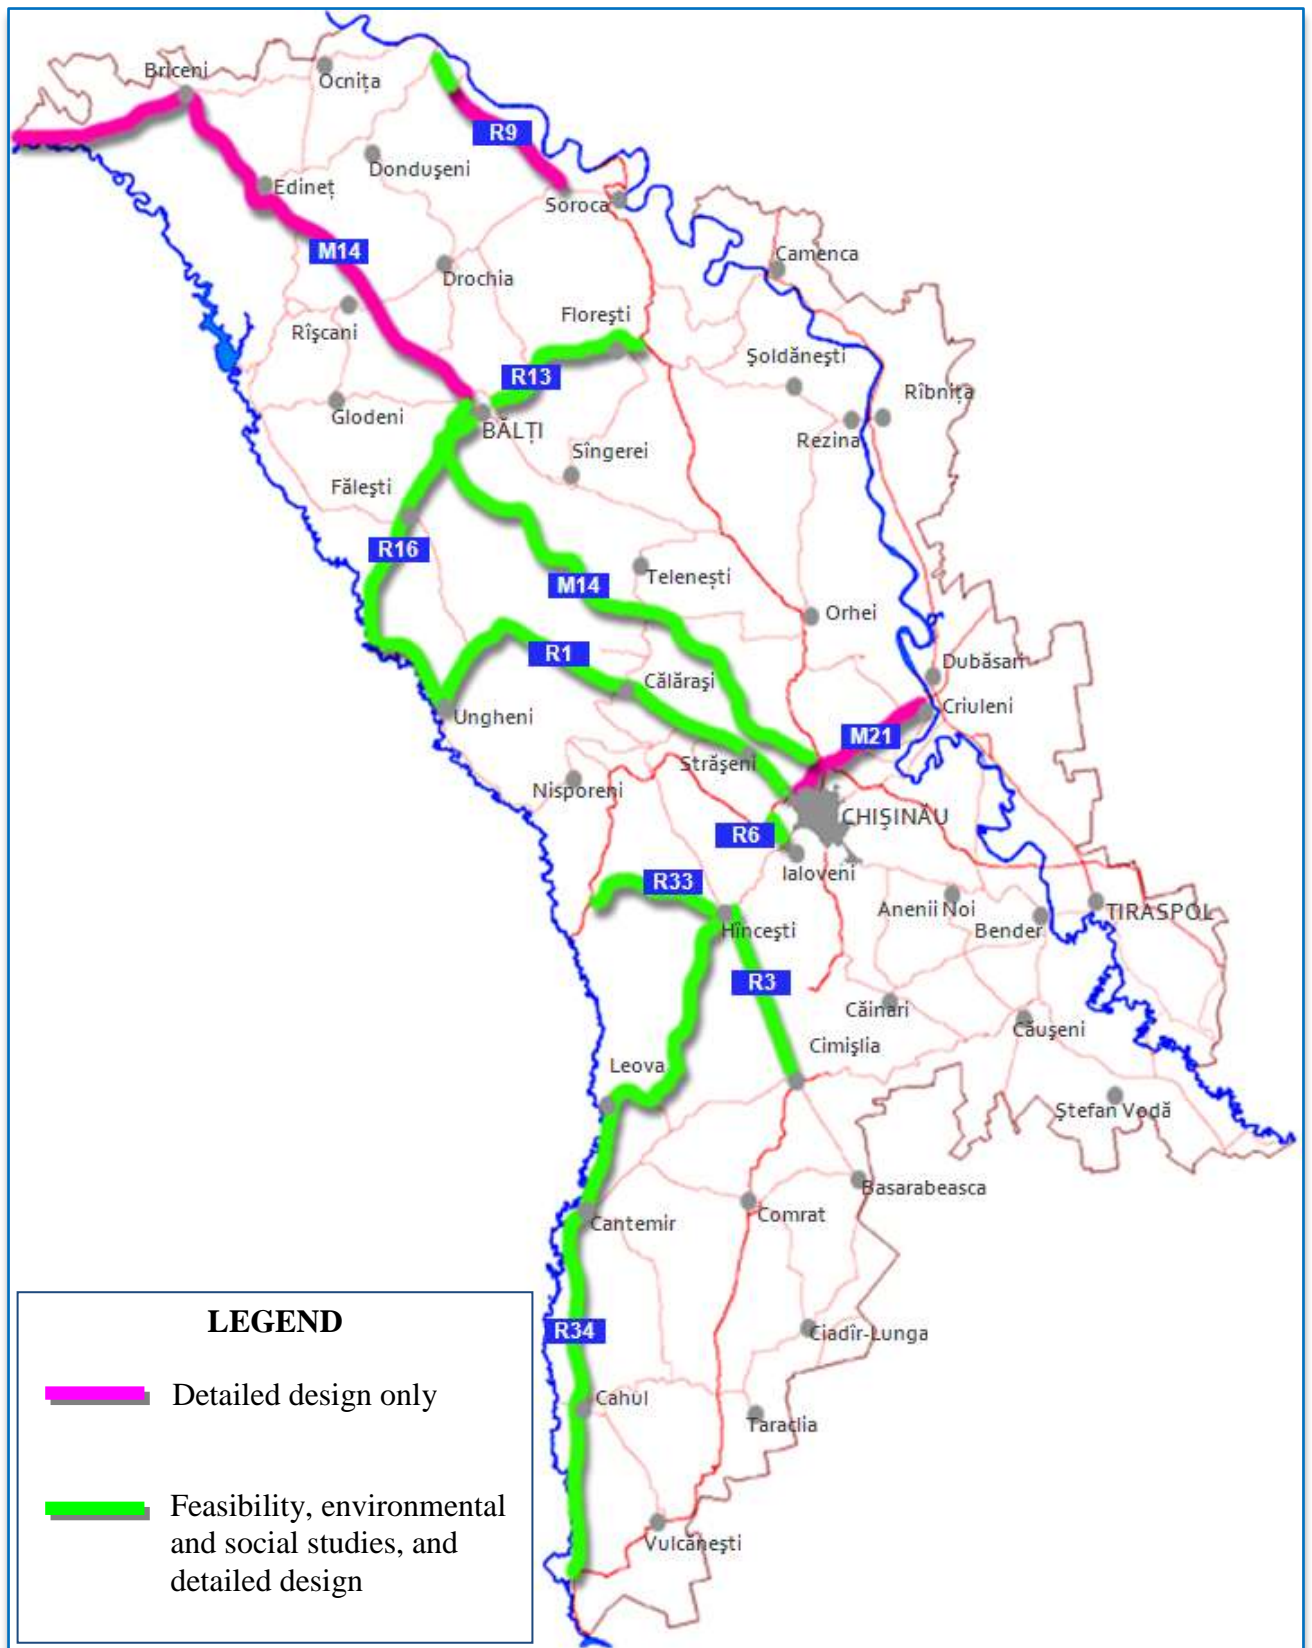 Briceni
Ocnița
R9
Dondușeni
Edineț
Soroca
M14
Camenca
Drochia
Florești
Rîșcani
Șoldănești
R13
Rîbnița
Glodeni
BĂLȚI
Rezina
Sîngerei
Fălești
R16
Telenești
M14
Orhei
R1
Dubăsari
Călărași
Criuleni
Ungheni
M21
Strășeni
Nisporeni
CHIȘINĂU
R6
Ialoveni
R33
Anenii Noi
TIRASPOL
Hîncești
Bender
R3
Căinari
Căușeni
Cimișlia
Leova
Ștefan Vodă
Basarabeasca
Cantemir
Comrat
R34
Ciadîr-Lunga
Cahul
Taraclia
Vulcănești
LEGEND
Detailed design only
Feasibility, environmental
and social studies, and
detailed design